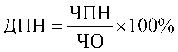 ДПН = ЧПН/ЧО × 100%